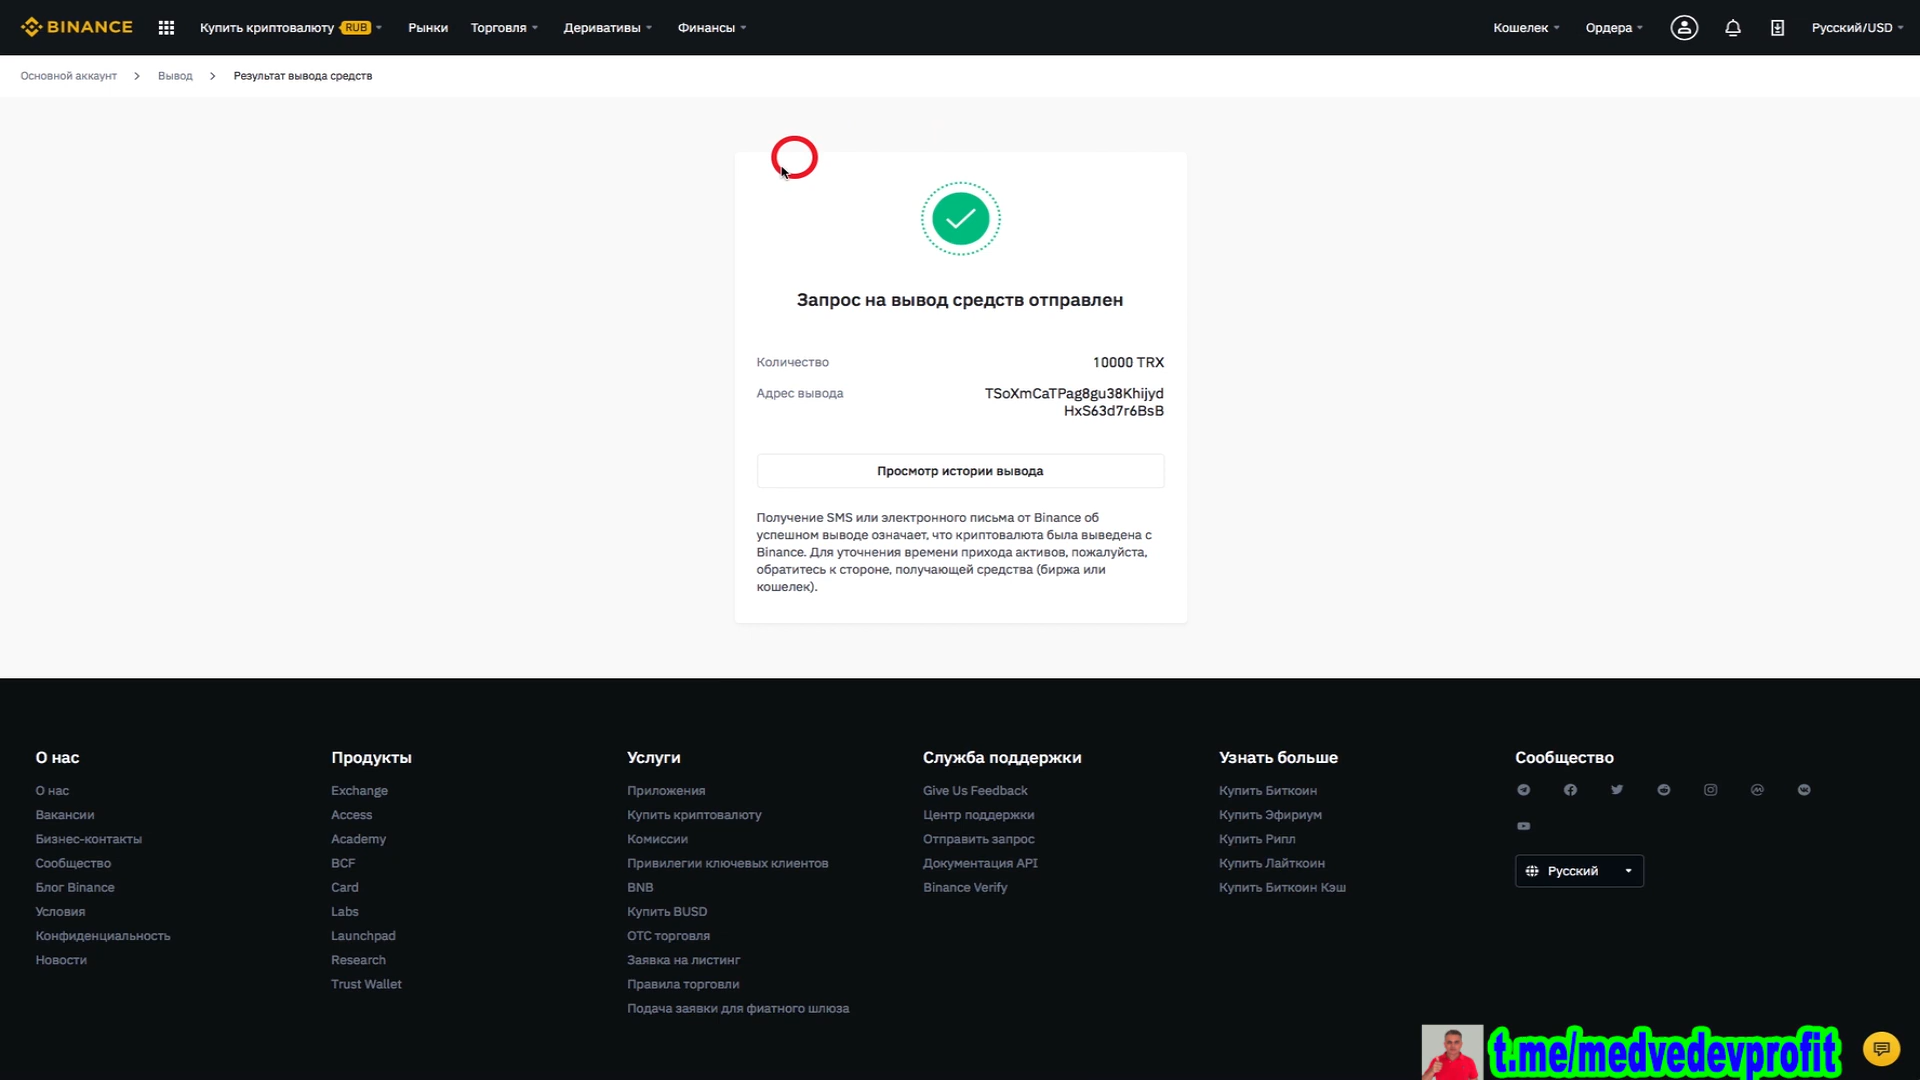 BINANCE
Купить криптовалюту RUB
Рынки
Торговля
Деривативы
Финансы
Кошелек
Ордера
Русский/USD
Основной аккаунт
Вывод
Результат вывода средств
Запрос на вывод средств отправлен
Количество
10000 TRX
Адрес вывода
TSoXmCaTPag8gu38Khijyd
HxS63d7r6BsB
Просмотр истории вывода
Получение SMS или электронного письма от Binance об
успешном выводе означает, что криптовалюта была выведена с
Binance. Для уточнения времени прихода активов, пожалуйста,
обратитесь к стороне, получающей средства (биржа или
кошелек).
О нас
О нас
Вакансии
Бизнес-контакты
Сообщество
Блог Binance
Условия
Конфиденциальность
Новости
Продукты
Exchange
Access
Academy
BCF
Card
Labs
Launchpad
Research
Trust Wallet
Услуги
Приложения
Купить криптовалюту
Комиссии
Привилегии ключевых клиентов
BNB
Купить BUSD
OTC торговля
Заявка на листинг
Правила торговли
Подача заявки для фиатного шлюза
Служба поддержки
Give Us Feedback
Центр поддержки
Отправить запрос
Документация API
Binance Verify
Узнать больше
Купить Биткоин
Купить Эфириум
Купить Рипл
Купить Лайткоин
Купить Биткоин Кэш
Сообщество
Русский
t.me/medvedevprofit